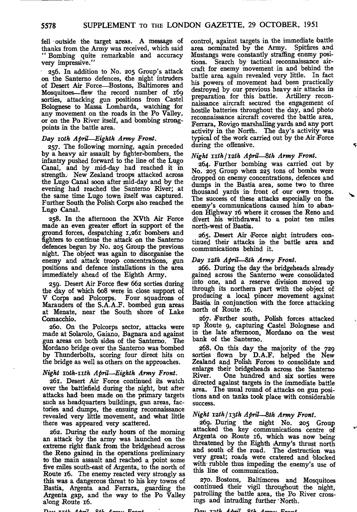 5578 SUPPLEMENT TO THE LONDON GAZETTE, 29 OCTOBER, 1951
fell outside the target areas. A message of
thanks from the Army was received, which said
" Bombing quite remarkable and accuracy
very impressive."
256. In addition to No. 205 Group's attack
on the Santerno defences, the night intruders
of Desert Air Force—Bostons, Baltimores and
Mosquitoes—flew the record number of 169
sorties, attacking gun positions from Castel
Bolognese to Massa Lombarda, watching for
any movement on the roads in the Po Valley,
or on the Po River itself, and bombing strong-
points in the battle area.
Day 10th April—Eighth Army Front.
257. The following morning, again preceded
by a heavy air assault by fighter-bombers, the
infantry pushed forward to the line of the Lugo
Canal, and by mid-day had reached it in
strength. New Zealand troops attacked across
the Lugo Canal soon after mid-day and by the
evening had reached the Santerno River; at
the same time Lugo town itself was captured.
Further South the Polish Corps also reached the
Lugo Canal.
258. In the afternoon the XVth Air Force
made an even greater effort in support of the
ground forces, despatching 1,261 bombers and
fighters to continue the attack on the Santerno
defences begun by No. 205 Group the previous
night. The object was again to disorganise the
enemy and attack troop concentrations, gun
positions and defence installations in the area
immediately ahead of the Eighth Army.
259. Desert Air Force flew 662 sorties during
the day of which 608 were in close support of
V Corps and Polcorps. Four squadrons of
Marauders of the S.A.A.F. bombed gun areas
at Menate, near the South shore of Lake
Comacchio.
260. On the Polcorps sector, attacks were
made at Solarolo, Gaiano, Bagnara and against
gun areas on both sides of the Santerno. The
Mordano bridge over the Santerno was bombed
by Thunderbolts, scoring four direct hits on
the bridge as well as others on the approaches.
Night 10th-11th April—Eighth Army Front.
261. Desert Air Force continued its watch
over the battlefield during the night, but after
attacks had been made on the primary targets
such as headquarters buildings, gun areas, fac-
tories and dumps, the ensuing reconnaissance
revealed very little movement, and what little
there was appeared very scattered.
262. During the early hours of the morning
an attack by the army was launched on the
extreme right flank from the bridgehead across
the Reno gained in the operations preliminary
to the main assault and reached a point some
five miles south-east of Argenta, to the north of
Route 16. The enemy reacted very strongly as
this was a dangerous threat to his key towns of
Bastia, Argenta and Ferrara, guarding the
Argenta gap, and the way to the Po Valley
along Route 16.
control, against targets in the immediate battle
area nominated by the Army. Spitfires and
Mustangs were constantly strafing enemy posi-
tions. Search by tactical reconnaissance air-
craft for enemy movement in and behind the
battle area again revealed very little. In fact
his powers of movement had been practically
destroyed by our previous heavy air attacks in
preparation for this battle. Artillery recon-
naissance aircraft secured the engagement of
hostile batteries throughout the day, and photo
reconnaissance aircraft covered the battle area,
Ferrara, Rovigo marshalling yards and any port
activity in the North. The day's activity was
typical of the work carried out by the Air Force
during the offensive.
Night 11th/12th April—8th Army Front.
264. Further bombing was carried out by
No. 205 Group when 225 tons of bombs were
dropped on enemy concentrations, defences and
dumps in the Bastia area, some two to three
thousand yards in front of our own troops.
The success of these attacks especially on the
enemy's communications caused him to aban-
don Highway 16 where it crosses the Reno and
divert his withdrawal to a point ten miles
north-west of Bastia.
265. Desert Air Force night intruders con-
tinued their attacks in the battle area and
communications behind it.
Day 12th April—8th Army Front.
266. During the day the bridgeheads already
gained across the Santerno were consolidated
into one, and a reserve division moved up
through its northern part with the object of
producing a local pincer movement against
Bastia in conjunction with the force attacking
north of Route 16.
267. Further south, Polish forces attacked
up Route 9, capturing Castel Bolognese and
in the late afternoon, Mordano on the west
bank of the Santerno.
268. On this day the majority of the 729
sorties flown by D.A.F. helped the New
Zealand and Polish Forces to consolidate and
enlarge their bridgeheads across the Santerno
River. One hundred and six sorties were
directed against targets in the immediate battle
area. The usual round of attacks on gun posi-
tions and on tanks took place with considerable
success.
Night 12th/13th April—8th Army Front.
269. During the night No. 205 Group
attacked the key communications centre of
Argenta on Route 16, which was now being
threatened by the Eighth Army's thrust north
and south of the road. The destruction was
very great; roads were cratered and blocked
with rubble thus impeding the enemy's use of
this line of communication.
270. Bostons, Baltimores and Mosquitoes
continued their vigil throughout the night,
patrolling the battle area, the Po River cross-
ings and intruding further North.